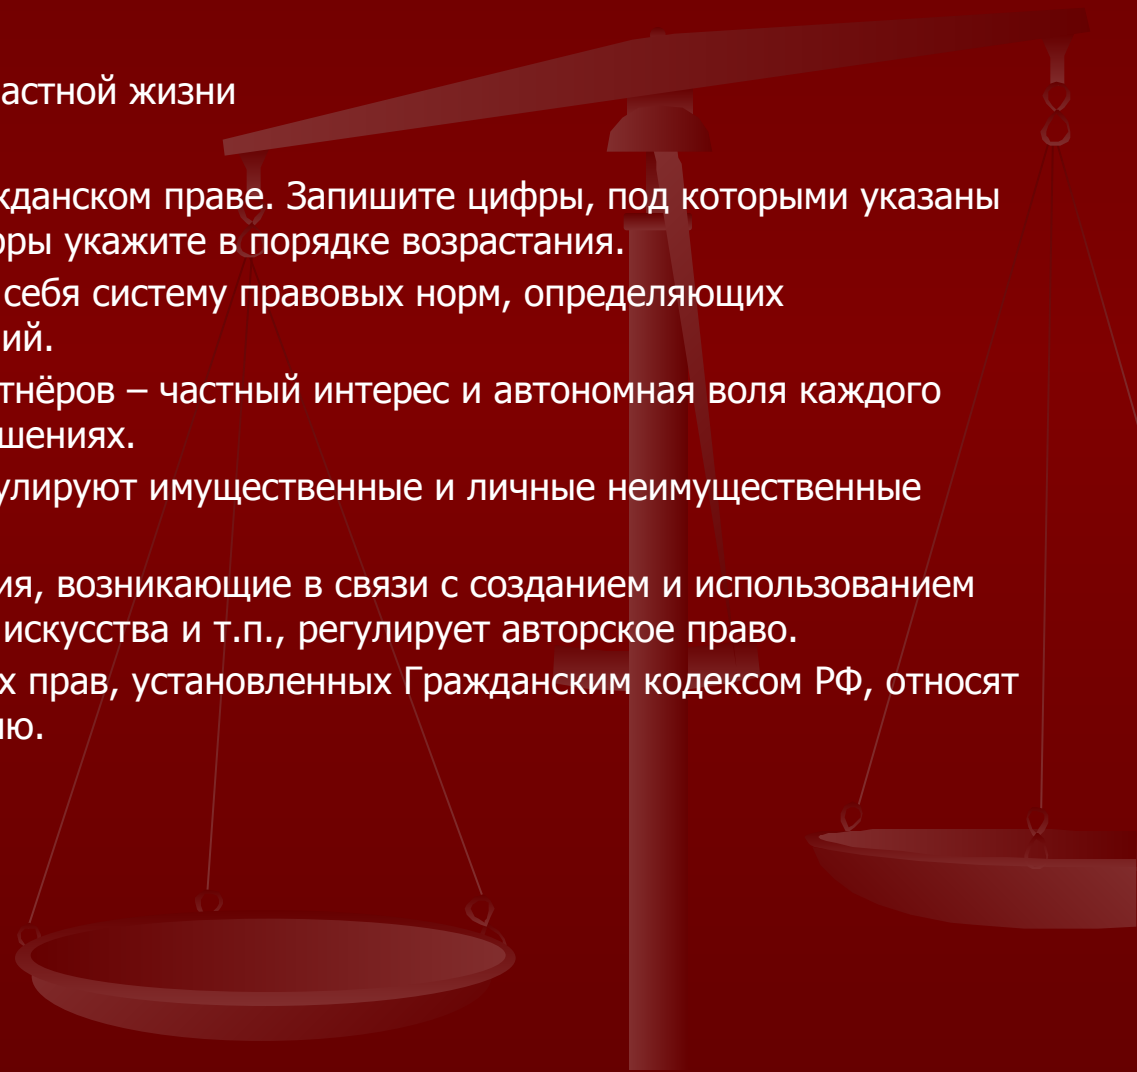 астной жизни
жданском праве. Запишите цифры, под которыми указаны
ры укажите в порядке возрастания.
себя систему правовых норм, определяющих
ий.
тнёров – частный интерес и автономная воля каждого
шениях.
улируют имущественные и личные неимущественные
ия, возникающие в связи с созданием и использованием
искусства и т.п., регулирует авторское право.
х прав, установленных Гражданским кодексом РФ, относят
ю.